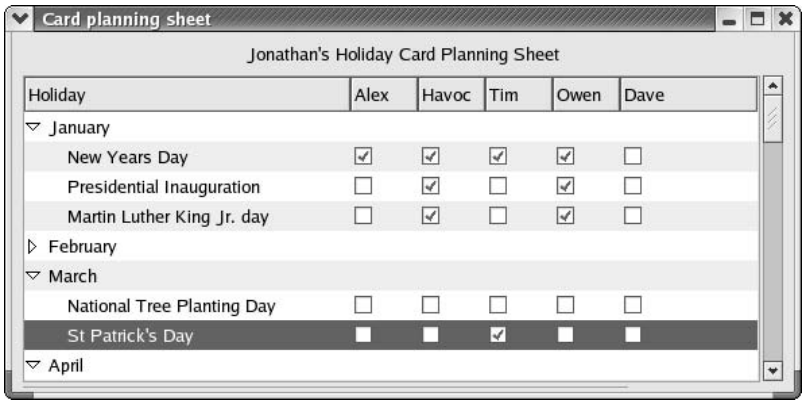 Card planning sheet
Jonathan's Holiday Card Planning Sheet
Holiday Alex Havoc Tim Owen Dave
January
New Years Day
Presidential Inauguration
Martin Luther King Jr. day
February
March
National Tree Planting Day
St Patrick's Day
April